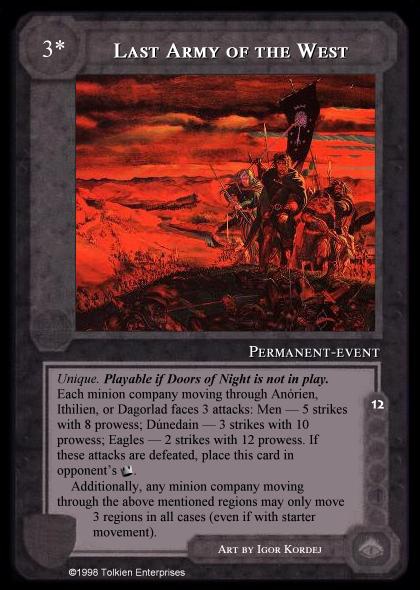 3*
LAST ARMY OF THE WEST
PERMANENT-EVENT
Unique. Playable if Doors of Night is not in play.
Each minion company moving through Anórien,
Ithilien, or Dagorlad faces 3 attacks: Men — 5 strikes
with 8 prowess; Dúnedain — 3 strikes with 10
prowess; Eagles — 2 strikes with 12 prowess. If
these attacks are defeated, place this card in
opponent's .
12
Additionally, any minion company moving
through the above mentioned regions may only move
3 regions in all cases (even if with starter
movement).
ART BY IGOR KORDEJ
©1998 Tolkien Enterprises